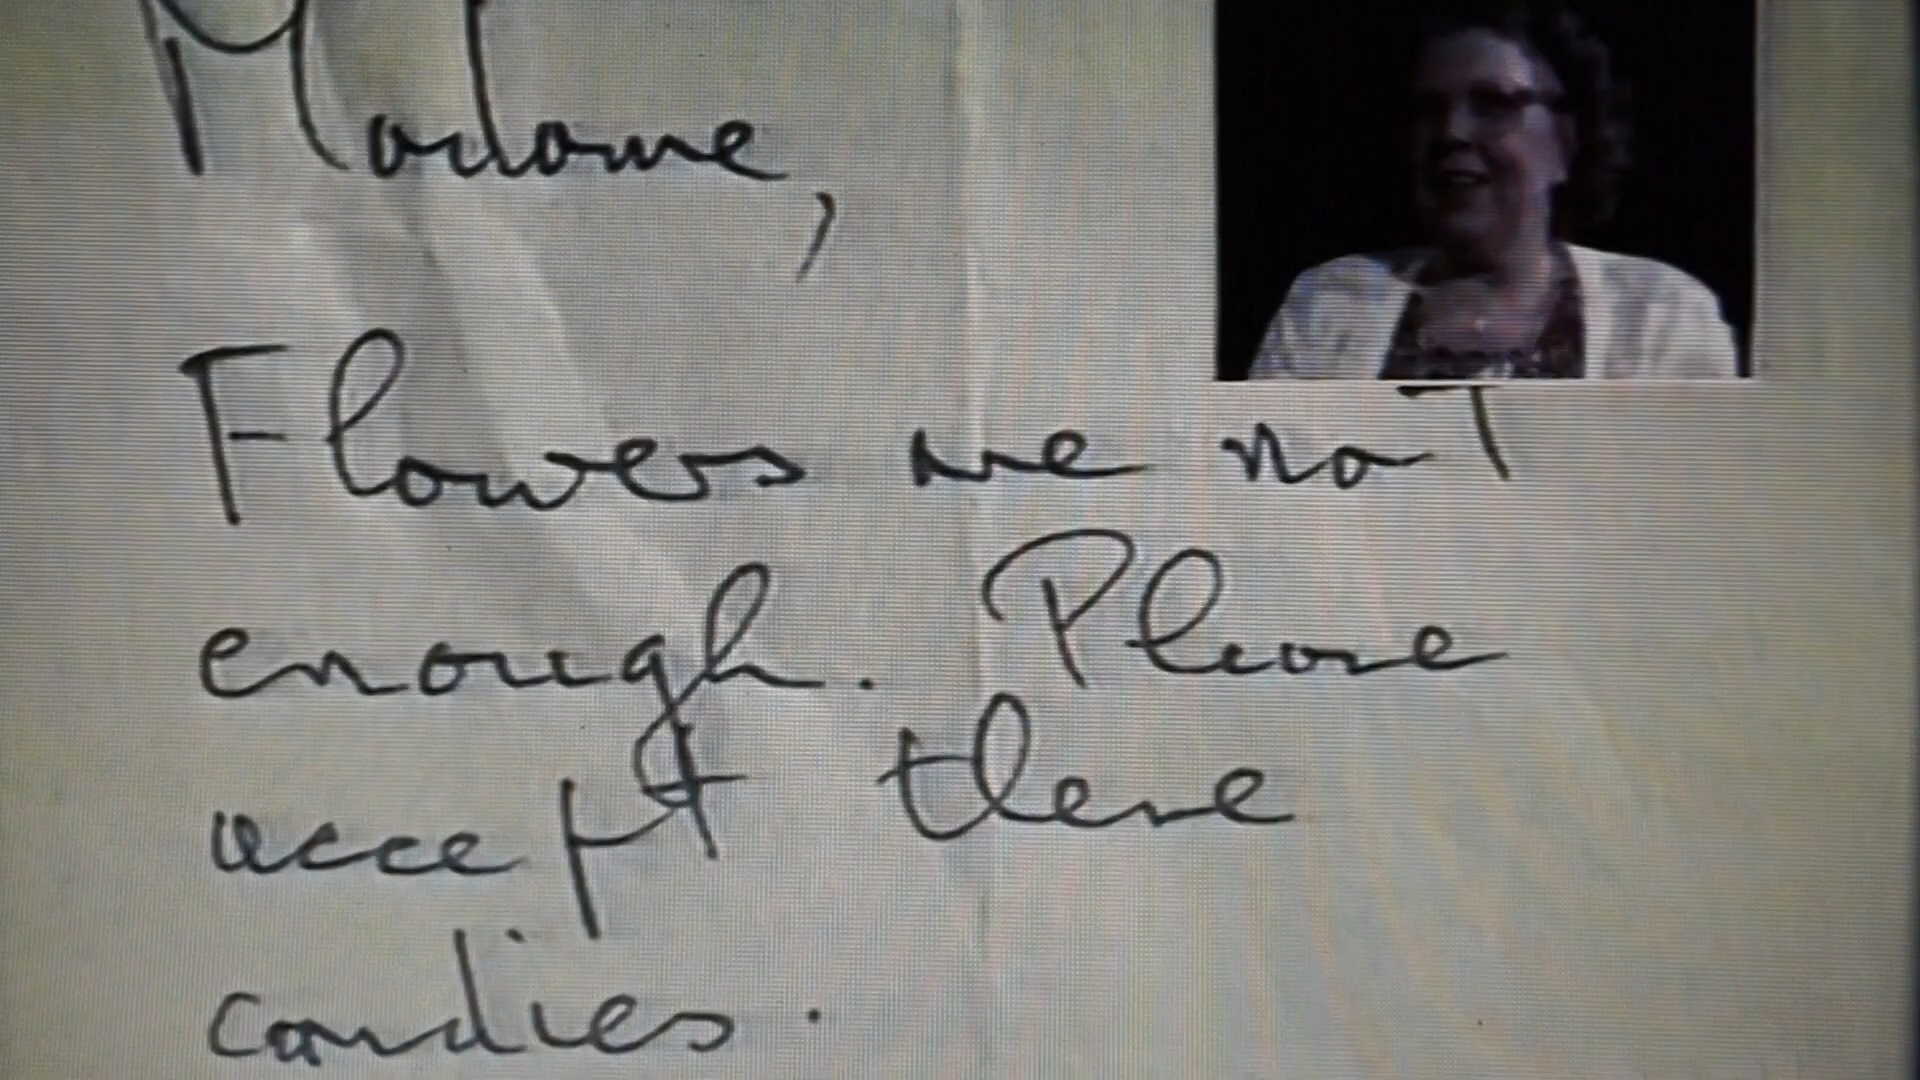 Madame,
Flowers are not
enough. Please
accept these
candies.